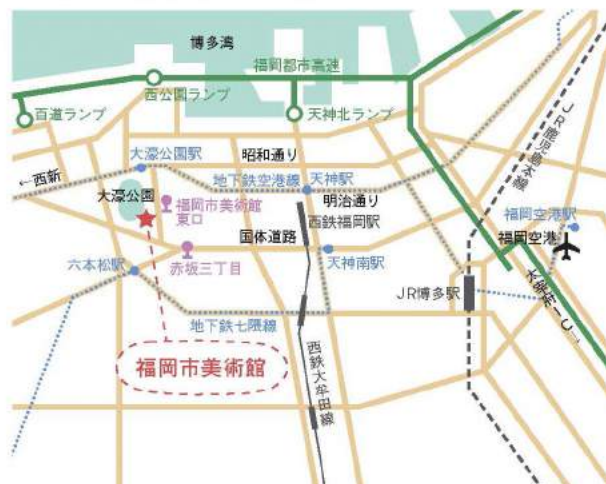 博多湾
福岡都市高速
西公園ランプ
百道ランプ
天神北ランプ
JR鹿児島本線
大濠公園駅
昭和通り
←西新
地下鉄空港線
天神駅
大濠公園
福岡市美術館
東口
明治通り
西鉄福岡駅
福岡空港駅
国体道路
福岡空港
赤坂三丁目
天神南駅
六本松駅
太宰府IC→
JR博多駅
地下鉄七隈線
福岡市美術館
西鉄大牟田線